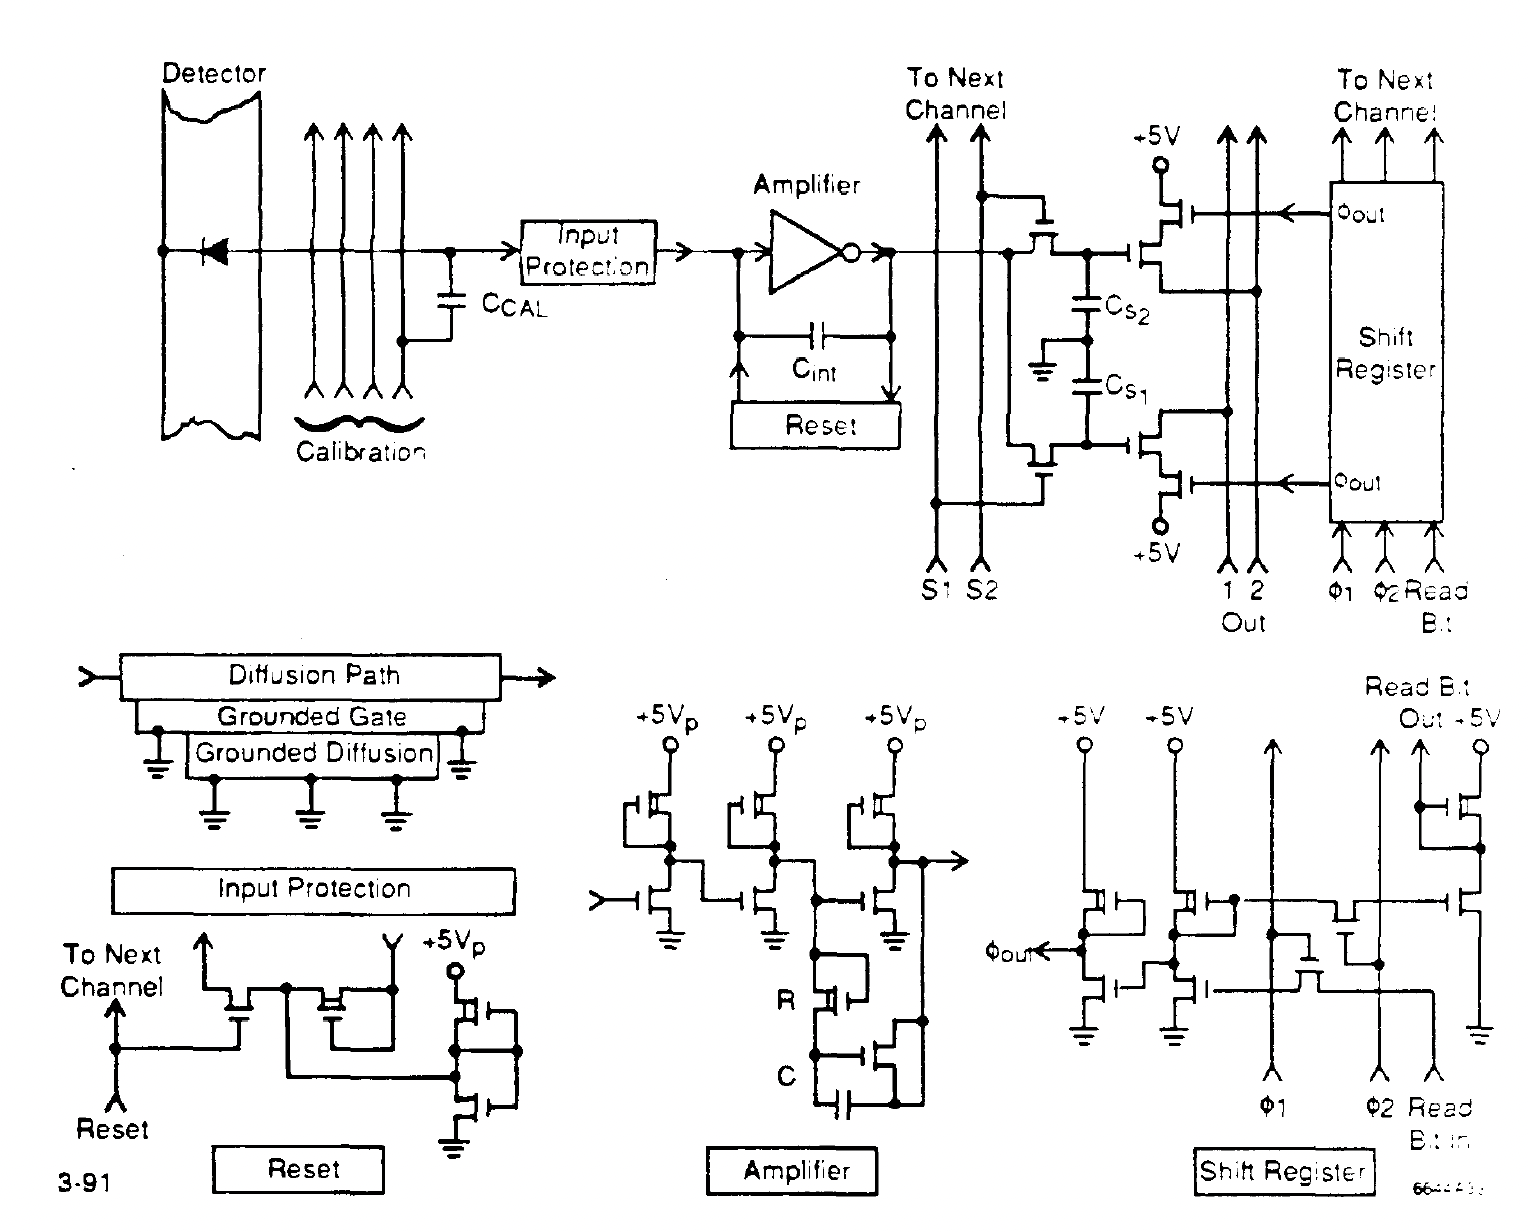 Detector
To Next
Channel
To Next
Channel
+5V
Amplifier
Input
Protection
ϕout
CCAL
CS2
Shift
Register
Cint
CS1
Reset
Calibration
ϕout
+5V
S1 S2
1 2
Out
ϕ1 ϕ2 Read
Bit
Diffusion Path
Grounded Gate
Grounded Diffusion
Input Protection
+5Vp +5Vp +5Vp
Read Bit
+5V +5V Out +5V
To Next
Channel
+5Vp
ϕout
R
C
Reset
ϕ1 ϕ2 Read
Bit In
Reset
Amplifier
Shift Register
3-91